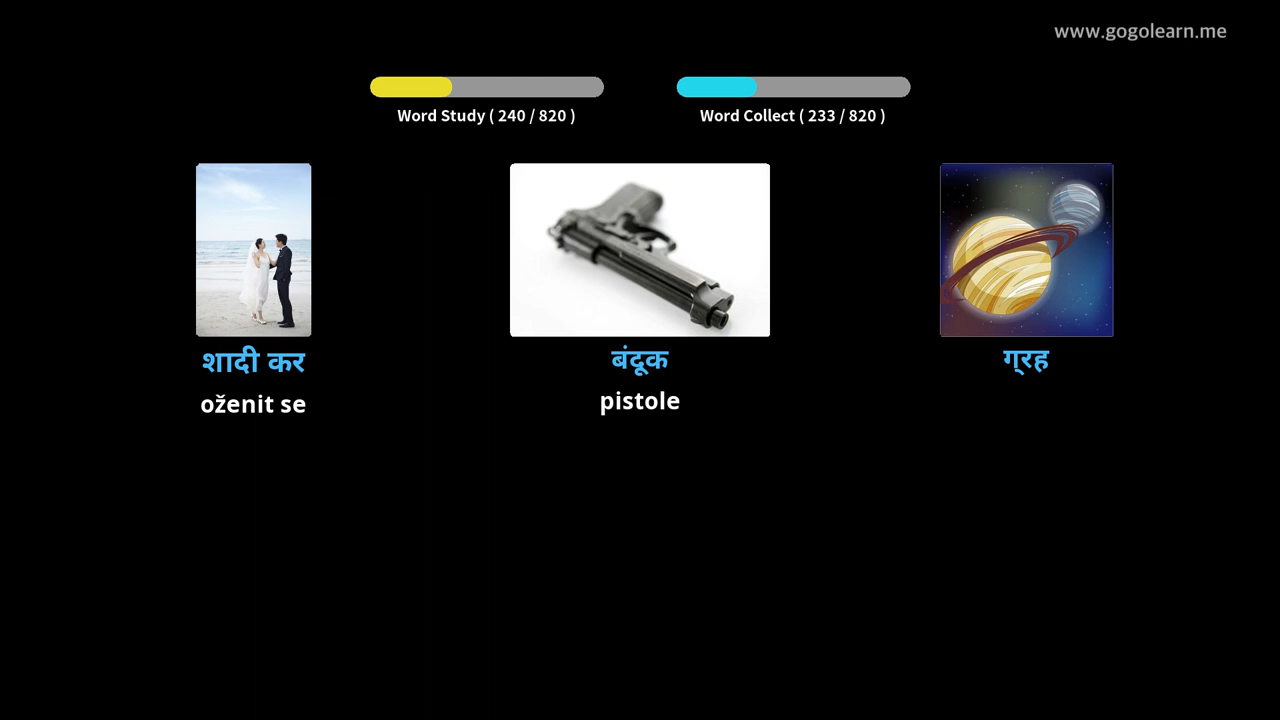 www.gogolearn.me
Word Study ( 240 / 820 )
Word Collect ( 233 / 820 )
शादी कर
बंदूक
ग्रह
oženit se
pistole